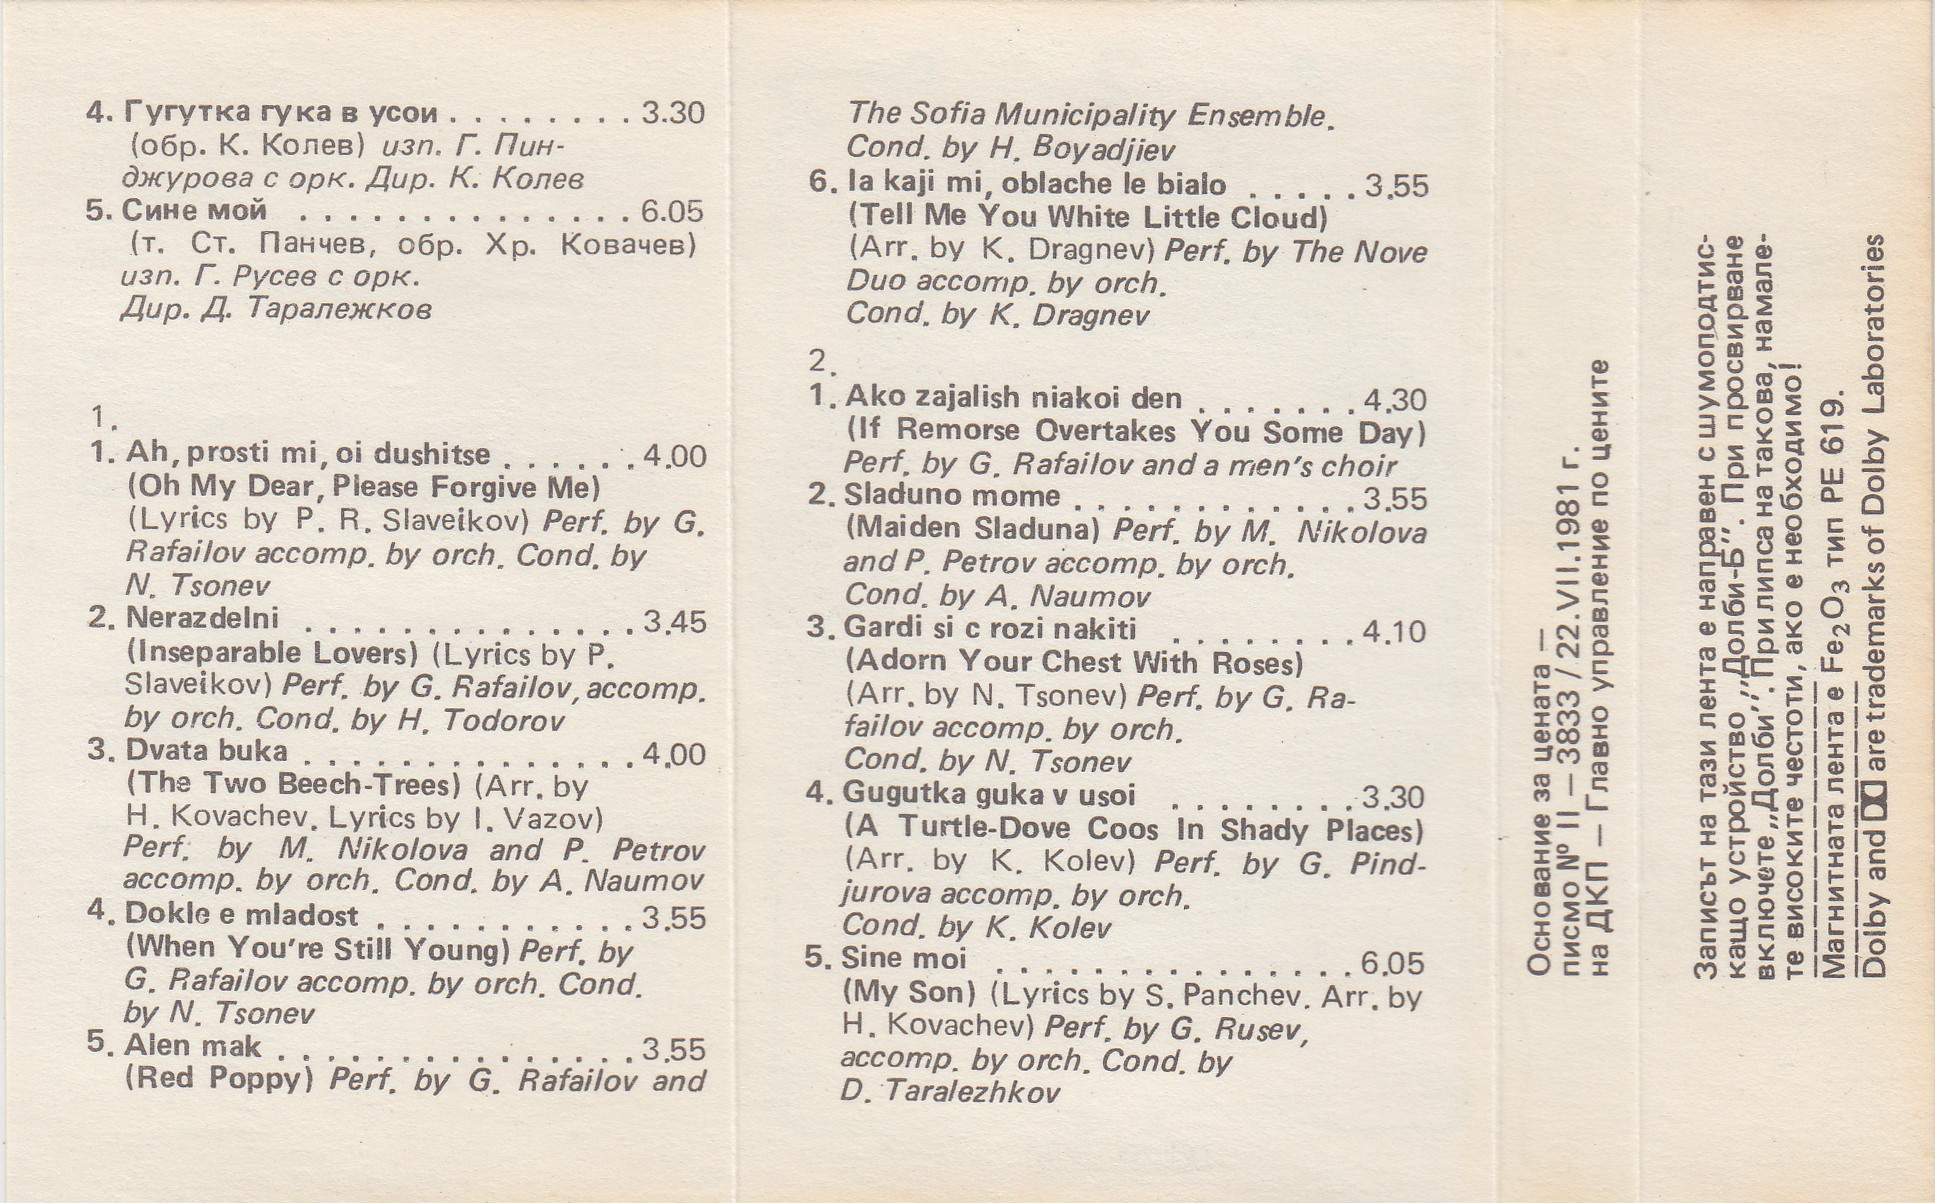 4. Гугутка гука в усои . . . . . . . . 3.30
(обр. К. Колев) изп. Г. Пин-
джурова с орк. Дир. К. Колев
5. Сине мой . . . . . . . . . . . . . . 6.05
(т. Ст. Панчев, обр. Хр. Ковачев)
изп. Г. Русев с орк.
Дир. Д. Таралежков
1.
1. Ah, prosti mi, oi dushitse . . . . . . 4.00
(Oh My Dear, Please Forgive Me)
(Lyrics by P. R. Slaveikov) Perf. by G.
Rafailov accomp. by orch. Cond. by
N. Tsonev
2. Nerazdelni . . . . . . . . . . . . . . 3.45
(Inseparable Lovers) (Lyrics by P.
Slaveikov) Perf. by G. Rafailov, accomp.
by orch. Cond. by H. Todorov
3. Dvata buka . . . . . . . . . . . . . . 4.00
(The Two Beech-Trees) (Arr. by
H. Kovachev. Lyrics by I. Vazov)
Perf. by M. Nikolova and P. Petrov
accomp. by orch. Cond. by A. Naumov
4. Dokle e mladost . . . . . . . . . . . 3.55
(When You're Still Young) Perf. by
G. Rafailov accomp. by orch. Cond.
by N. Tsonev
5. Alen mak . . . . . . . . . . . . . . . 3.55
(Red Poppy) Perf. by G. Rafailov and
The Sofia Municipality Ensemble.
Cond. by H. Boyadjiev
6. Ia kaji mi, oblache le bialo . . . . . 3.55
(Tell Me You White Little Cloud)
(Arr. by K. Dragnev) Perf. by The Nove
Duo accomp. by orch.
Cond. by K. Dragnev
2.
1. Ako zajalish niakoi den . . . . . . . 4.30
(If Remorse Overtakes You Some Day)
Perf. by G. Rafailov and a men's choir
2. Sladuno mome . . . . . . . . . . . . 3.55
(Maiden Sladuna) Perf. by M. Nikolova
and P. Petrov accomp. by orch.
Cond. by A. Naumov
3. Gardi si c rozi nakiti . . . . . . . . 4.10
(Adorn Your Chest With Roses)
(Arr. by N. Tsonev) Perf. by G. Ra-
failov accomp. by orch.
Cond. by N. Tsonev
4. Gugutka guka v usoi . . . . . . . . 3.30
(A Turtle-Dove Coos In Shady Places)
(Arr. by K. Kolev) Perf. by G. Pind-
jurova accomp. by orch.
Cond. by K. Kolev
5. Sine moi . . . . . . . . . . . . . . . 6.05
(My Son) (Lyrics by S. Panchev. Arr. by
H. Kovachev) Perf. by G. Rusev,
accomp. by orch. Cond. by
D. Taralezhkov
Основание за цената —
писмо № II — 3833 / 22.VII.1981 г.
на ДКП — Главно управление по цените
Записът на тази лента е направен с шумоподтис-
кащо устройство „Долби-Б”. При просвирване
включете „Долби”. При липса на такова, намале-
те високите честоти, ако е необходимо!
Магнитната лента е Fe2O3 тип PE 619.
Dolby and are trademarks of Dolby Laboratories